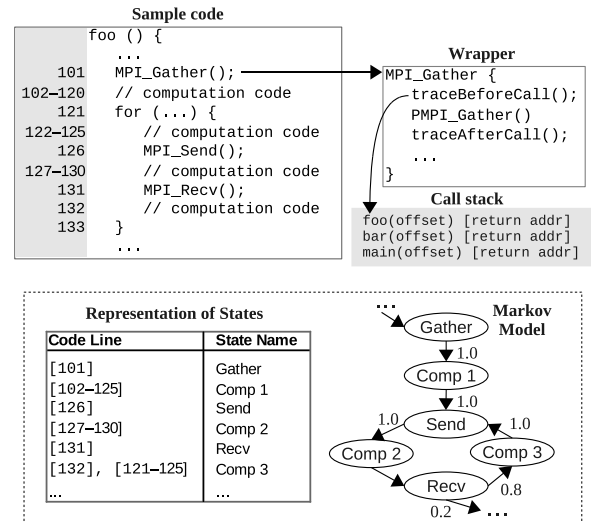 Sample code
foo () {
...
101 MPI_Gather();
102–120 // computation code
121 for (...) {
122–125 // computation code
126 MPI_Send();
127–130 // computation code
131 MPI_Recv();
132 // computation code
133 }
...
Wrapper
MPI_Gather {
traceBeforeCall();
PMPI_Gather()
traceAfterCall();
...
}
Call stack
foo(offset) [return addr]
bar(offset) [return addr]
main(offset) [return addr]
Representation of States
Code Line State Name
[101] Gather
[102–125] Comp 1
[126] Send
[127–130] Comp 2
[131] Recv
[132], [121–125] Comp 3
... ...
Markov
Model
...
Gather
1.0
Comp 1
1.0
1.0 Send 1.0
Comp 2 Comp 3
Recv 0.8
0.2 ...